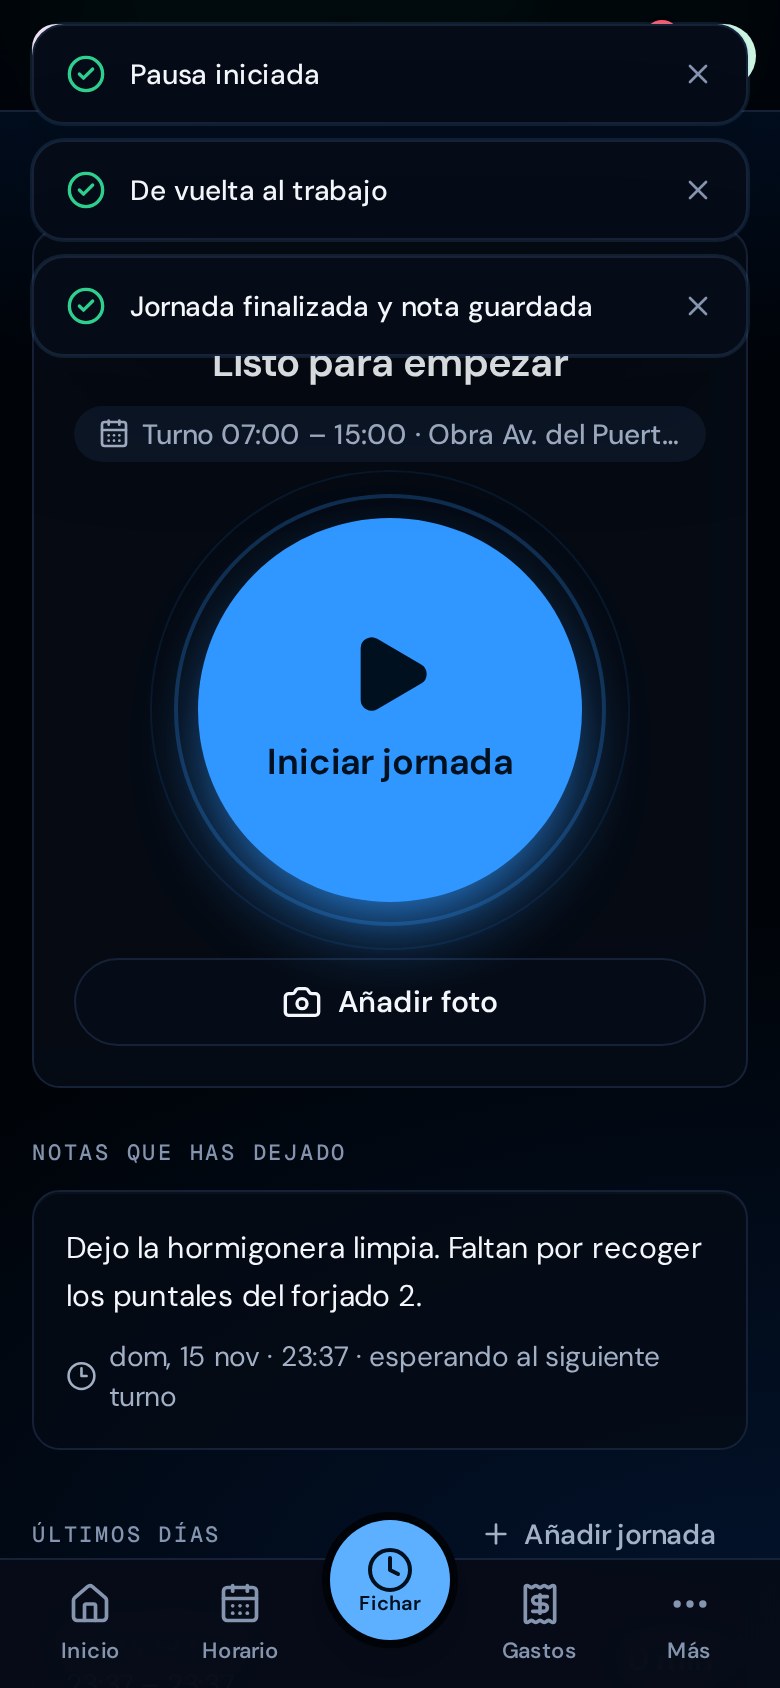 Pausa iniciada
De vuelta al trabajo
Jornada finalizada y nota guardada
Listo para empezar
Turno 07:00 – 15:00 · Obra Av. del Puert...
Iniciar jornada
Añadir foto
NOTAS QUE HAS DEJADO
Dejo la hormigonera limpia. Faltan por recoger
los puntales del forjado 2.
dom, 15 nov · 23:37 · esperando al siguiente
turno
ÚLTIMOS DÍAS
+ Añadir jornada
Fichar
Inicio
Horario
Gastos
Más